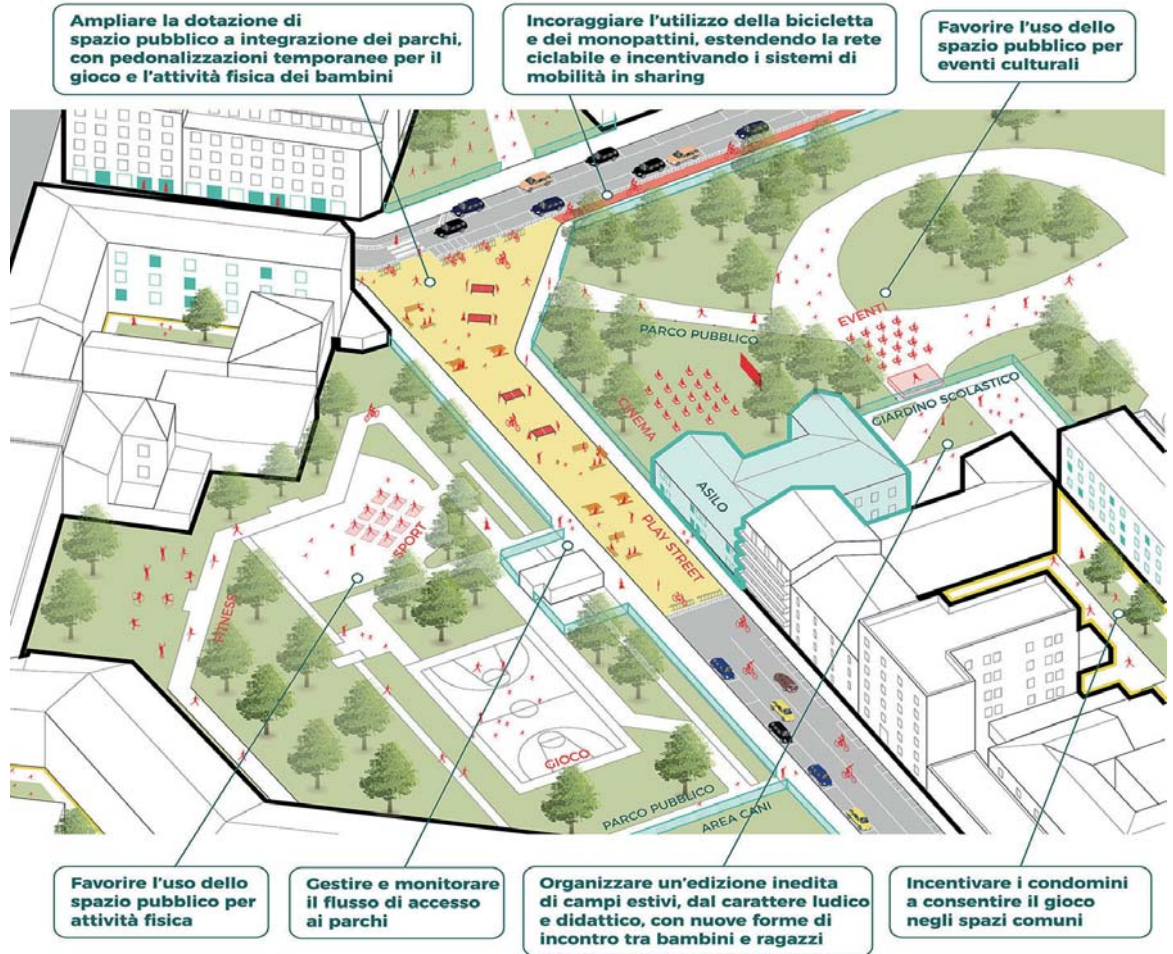 Ampliare la dotazione di
spazio pubblico a integrazione dei parchi,
con pedonalizzazioni temporanee per il
gioco e l'attività fisica dei bambini
Incoraggiare l'utilizzo della bicicletta
e dei monopattini, estendendo la rete
ciclabile e incentivando i sistemi di
mobilità in sharing
Favorire l'uso dello
spazio pubblico per
eventi culturali
EVENTI
PARCO PUBBLICO
CINEMA
GIARDINO SCOLASTICO
ASILO
PLAY STREET
SPORT
FITNESS
GIOCO
PARCO PUBBLICO
AREA CANI
Favorire l'uso dello
spazio pubblico per
attività fisica
Gestire e monitorare
il flusso di accesso
ai parchi
Organizzare un'edizione inedita
di campi estivi, dal carattere ludico
e didattico, con nuove forme di
incontro tra bambini e ragazzi
Incentivare i condomini
a consentire il gioco
negli spazi comuni